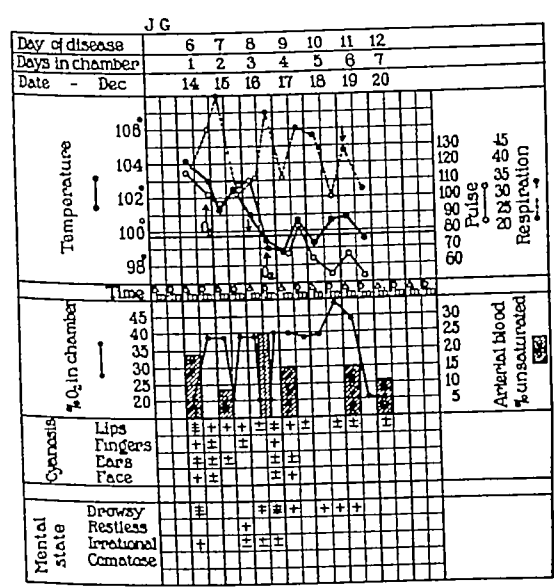 J G
Day of disease 6 7 8 9 10 11 12
Days in chamber 1 2 3 4 5 6 7
Date - Dec 14 15 16 17 18 19 20
Temperature
106°
104
102
100
98
Pulse
130
120
110
100
90
80
70
60
Respiration
45
40
35
30
25
20
O₂
O₂
Time
% O₂ in chamber
45
40
35
30
25
20
Arterial blood
% unsaturated
30
25
20
15
10
5
Cyanosis
Lips ‡ ± + + ± ± + ± ± ± ±
Fingers + ± ± +
Ears ± ± ± ± ±
Face + ± ± +
Mental
state
Drowsy ‡ ‡ ‡ + + + +
Restless +
Irrational + ± ± ±
Comatose